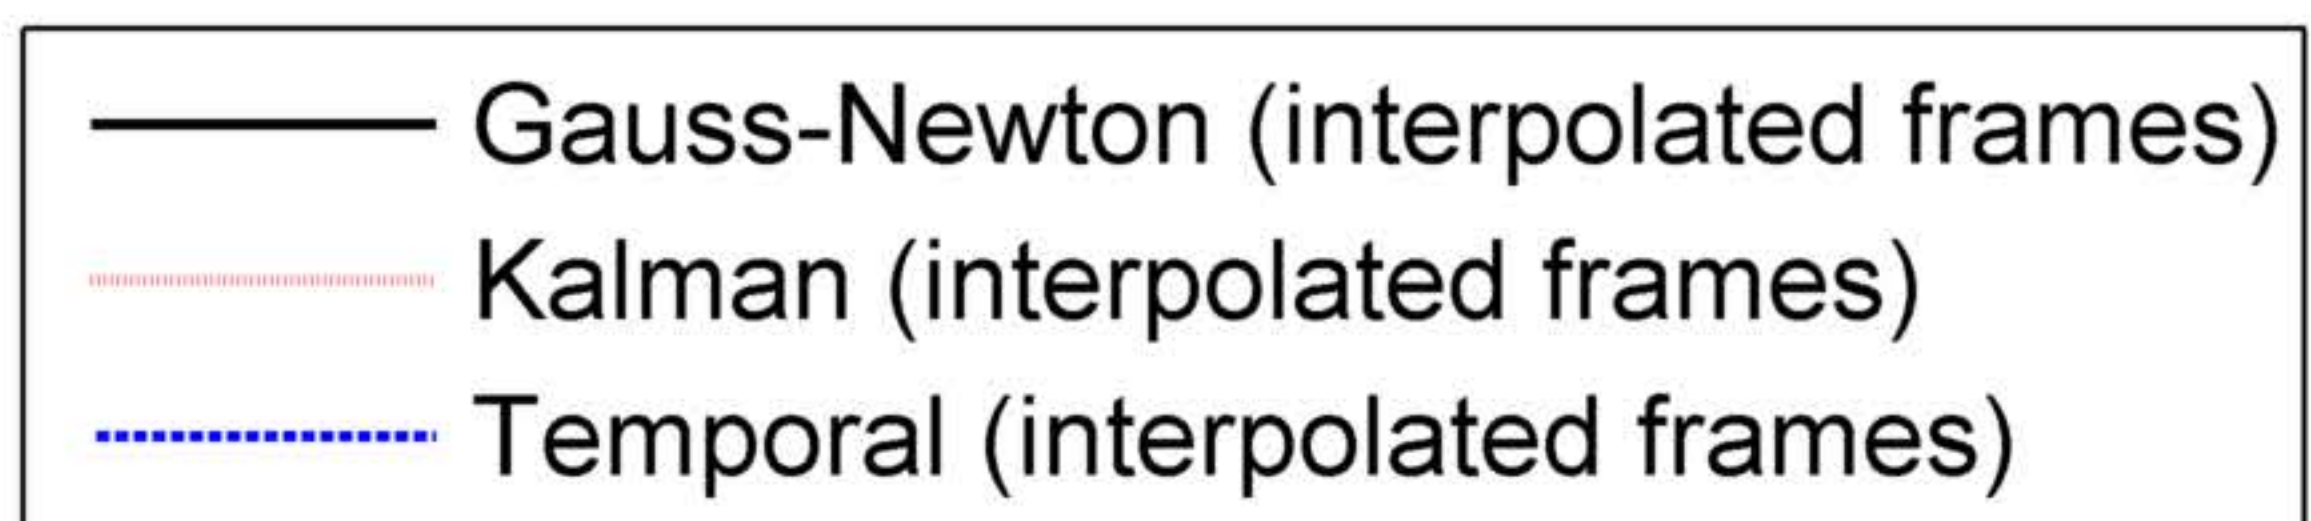 Gauss-Newton (interpolated frames)
Kalman (interpolated frames)
Temporal (interpolated frames)